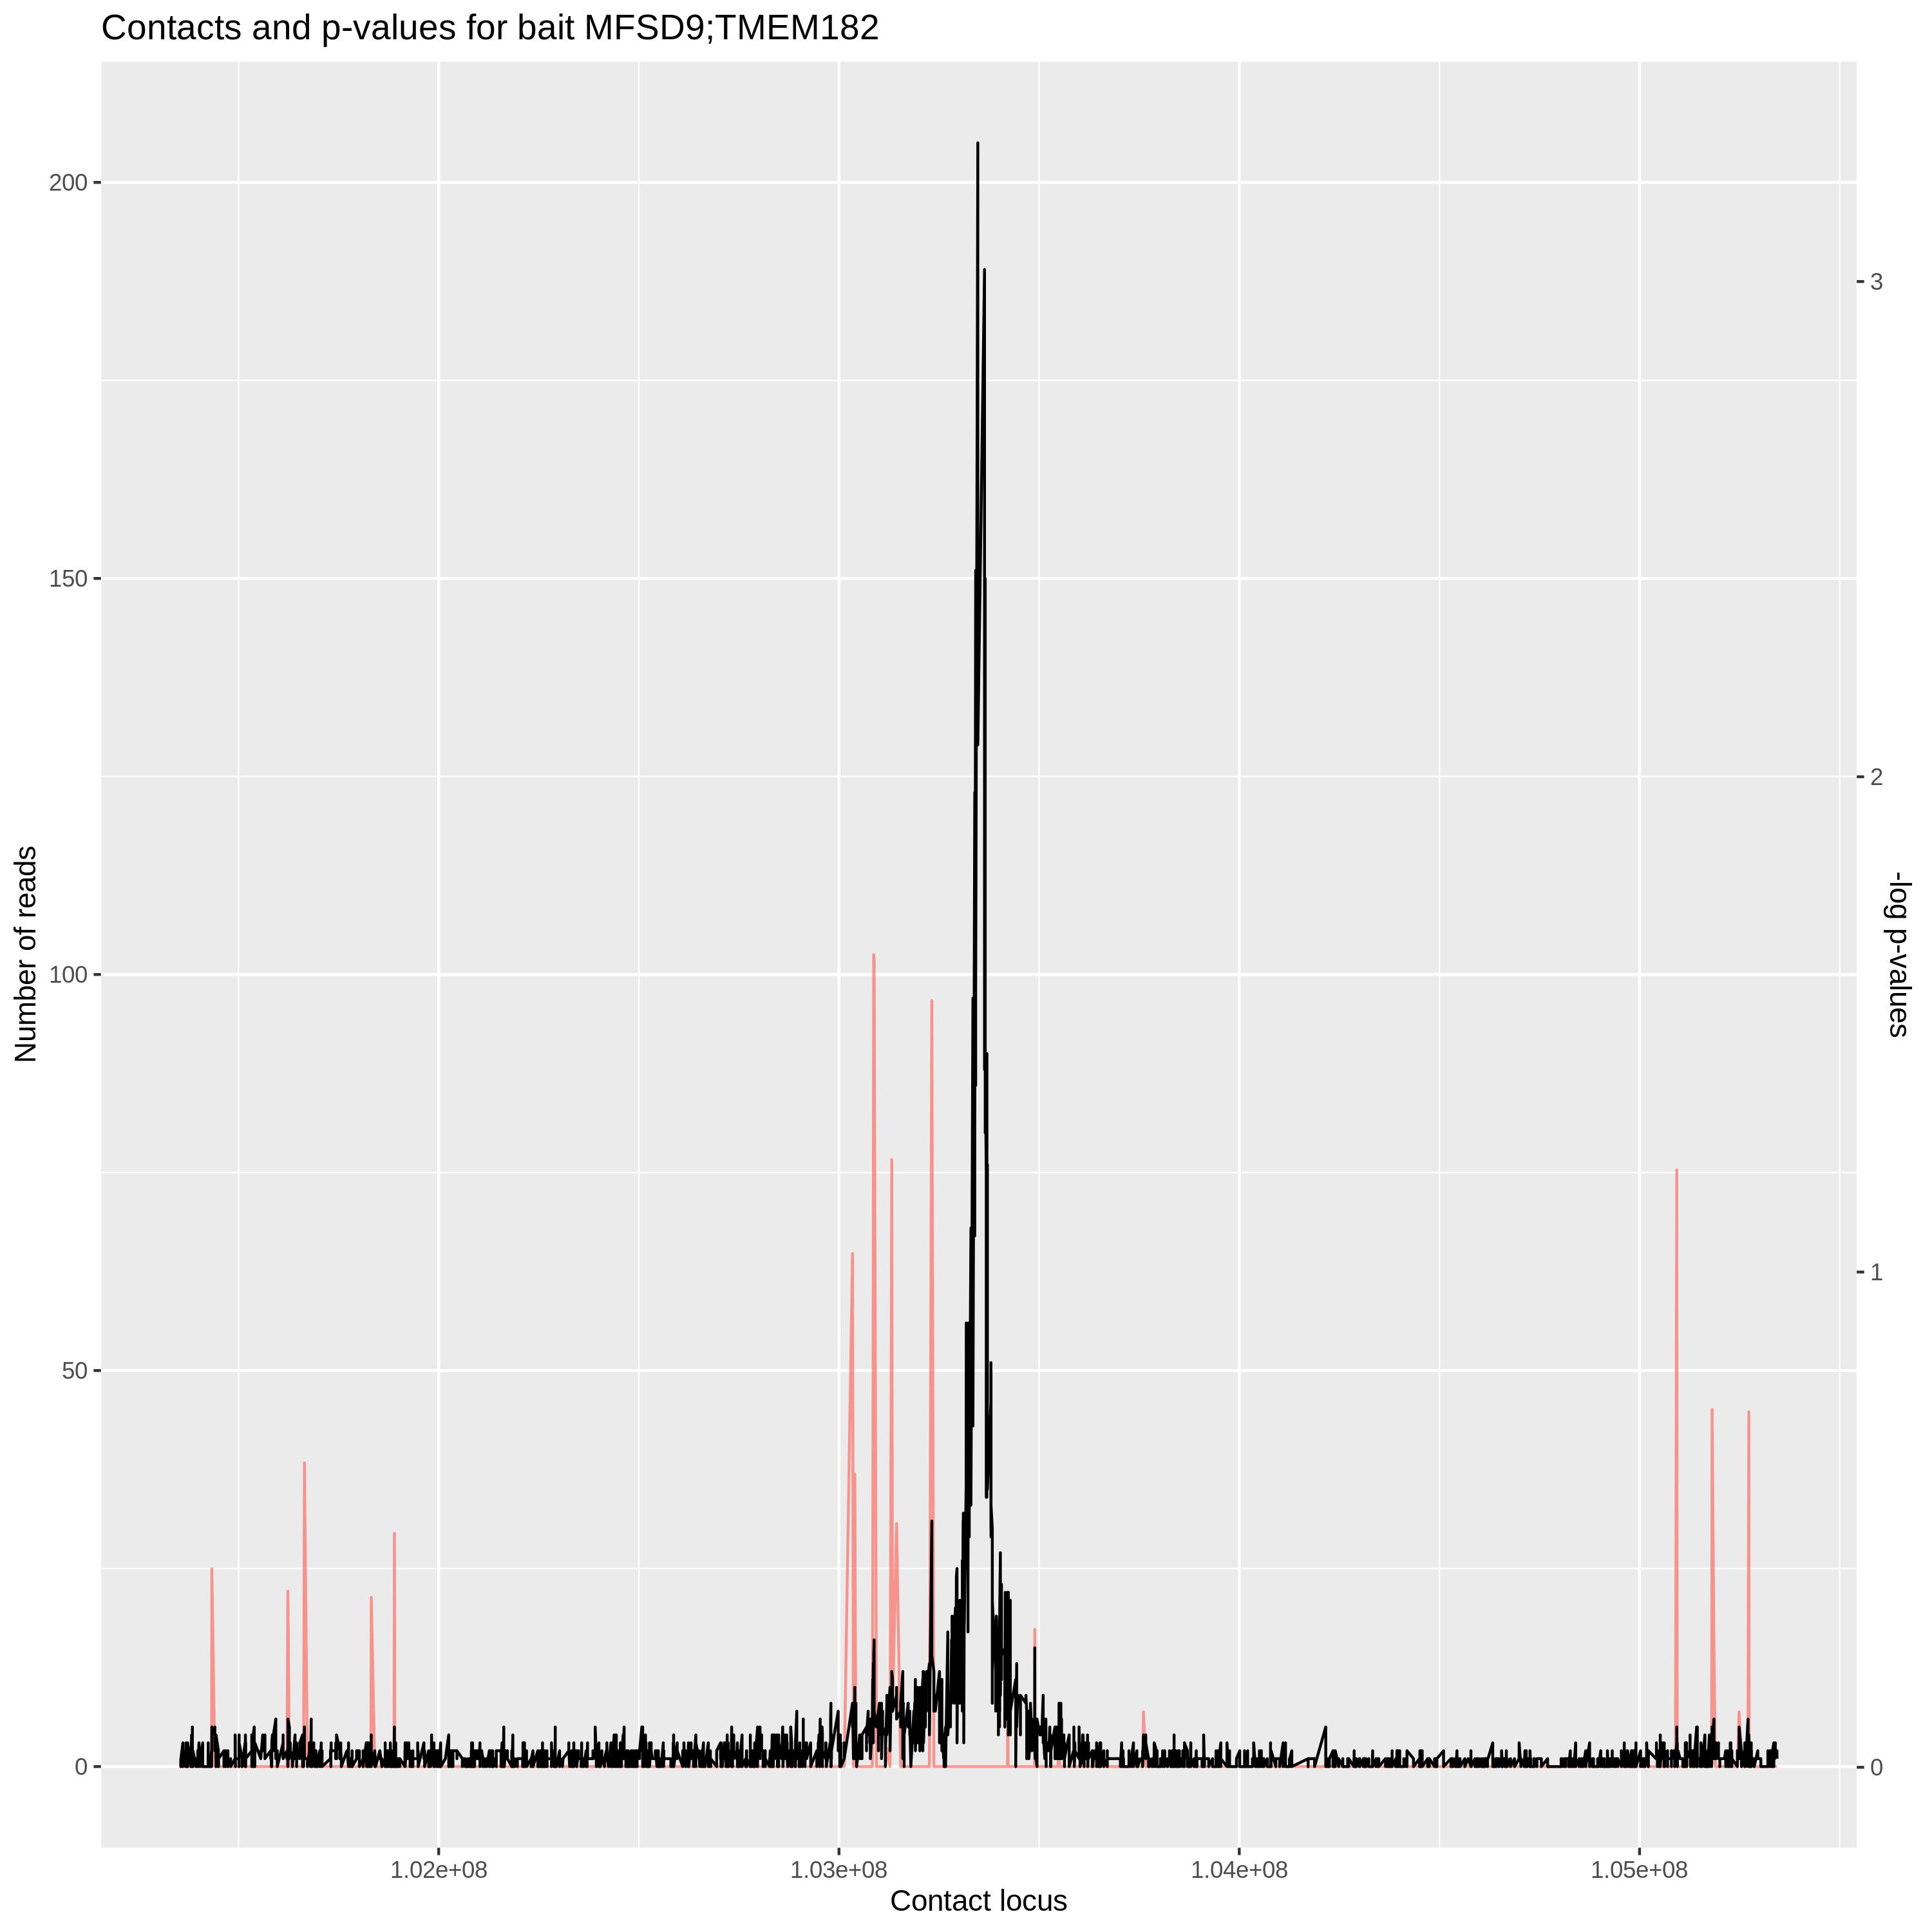 Contacts and p-values for bait MFSD9;TMEM182
Number of reads
200
150
100
50
0
3
2
1
0
-log p-values
1.02e+08
1.03e+08
1.04e+08
1.05e+08
Contact locus